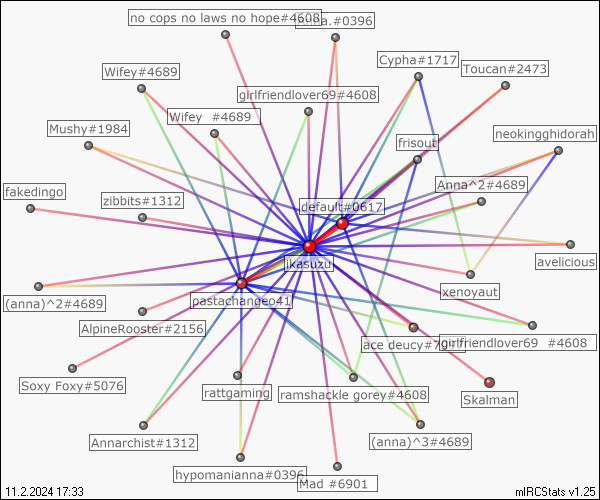 no cops no laws no hope#4608
a.#0396
Cypha#1717
Wifey#4689
Toucan#2473
girlfriendlover69#4608
Wifey #4689
Mushy#1984
neokingghidorah
frisout
Anna^2#4689
fakedingo
zibbits#1312
default#0617
likasuzu
avelicious
xenoyaut
(anna)^2#4689
pastachangeo41
AlpineRooster#2156
ace deucy#7
girlfriendlover69 #4608
Soxy Foxy#5076
rattgaming
ramshackle gorey#4608
Skalman
Annarchist#1312
(anna)^3#4689
hypomanianna#0396
Mad #6901
11.2.2024 17:33
mIRCStats v1.25